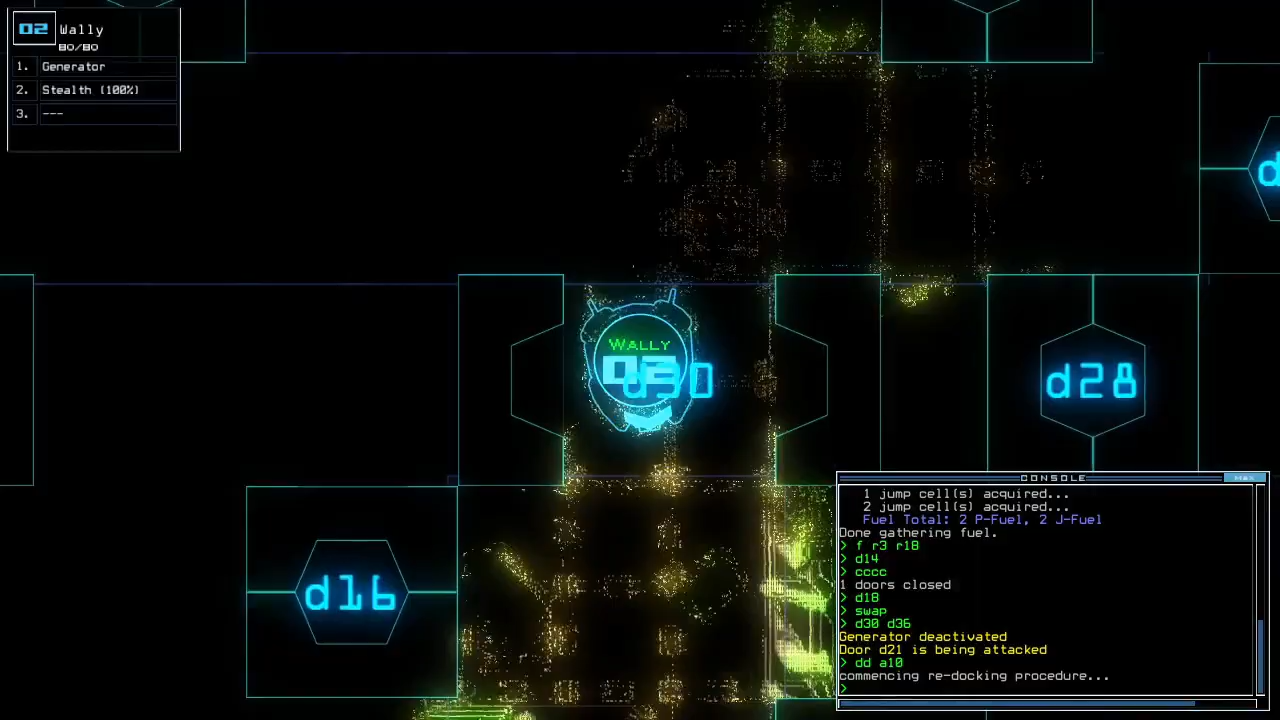 02 Wally
80/80
1. Generator
2. Stealth (100%)
3. ---
d
WALLY
02
d30
d28
d16
CONSOLE
MAX
1 jump cell(s) acquired...
2 jump cell(s) acquired...
Fuel Total: 2 P-Fuel, 2 J-Fuel
Done gathering fuel.
> f r3 r18
> d14
> cccc
1 doors closed
> d18
> swap
> d30 d36
Generator deactivated
Door d21 is being attacked
> dd a10
commencing re-docking procedure...
>